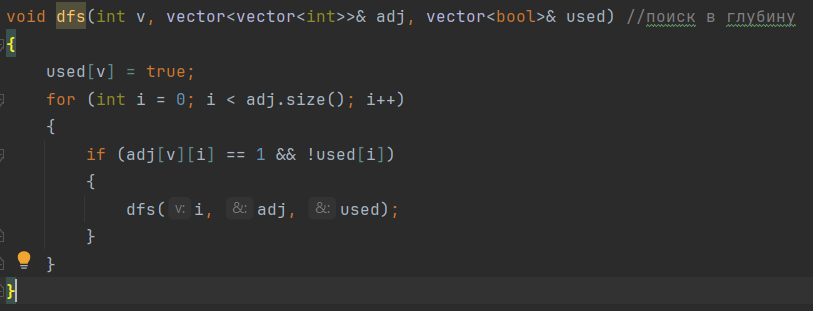 void dfs(int v, vector<vector<int>>& adj, vector<bool>& used) //поиск в глубину
{
    used[v] = true;
    for (int i = 0; i < adj.size(); i++)
    {
        if (adj[v][i] == 1 && !used[i])
        {
            dfs( v: i, &: adj, &: used);
        }
    }
}